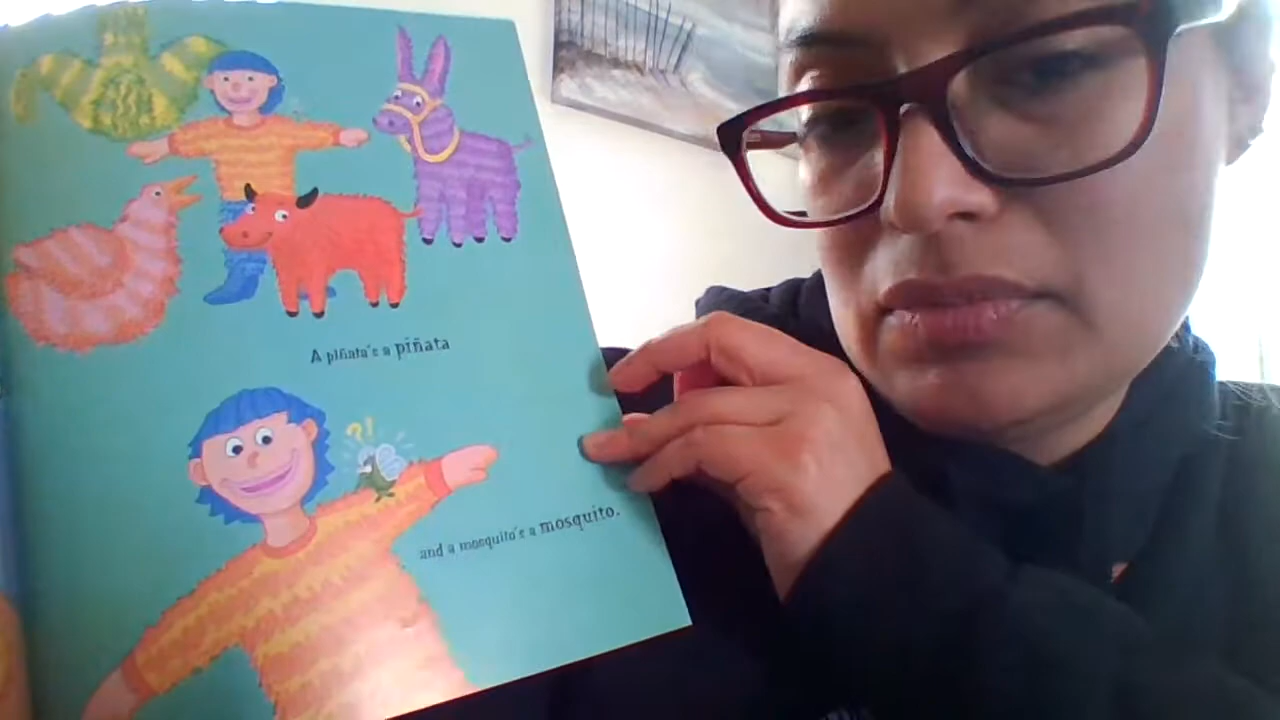 A piñata's a piñata
?!
and a mosquito's a mosquito.